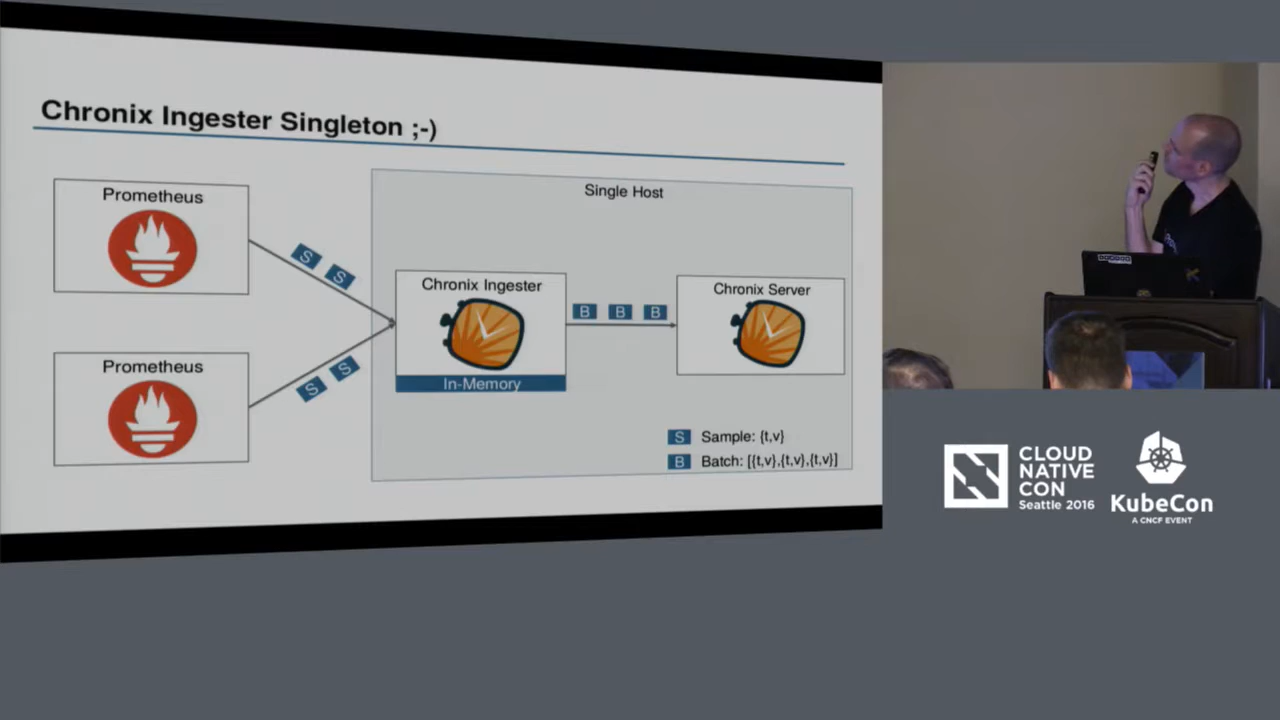 Chronix Ingester Singleton ;-)
Single Host
Prometheus
S S
Chronix Ingester
B B B
Chronix Server
In-Memory
Prometheus
S S
S Sample: {t,v}
B Batch: [{t,v},{t,v},{t,v}]
CLOUD
NATIVE
CON
Seattle 2016
KubeCon
A CNCF EVENT